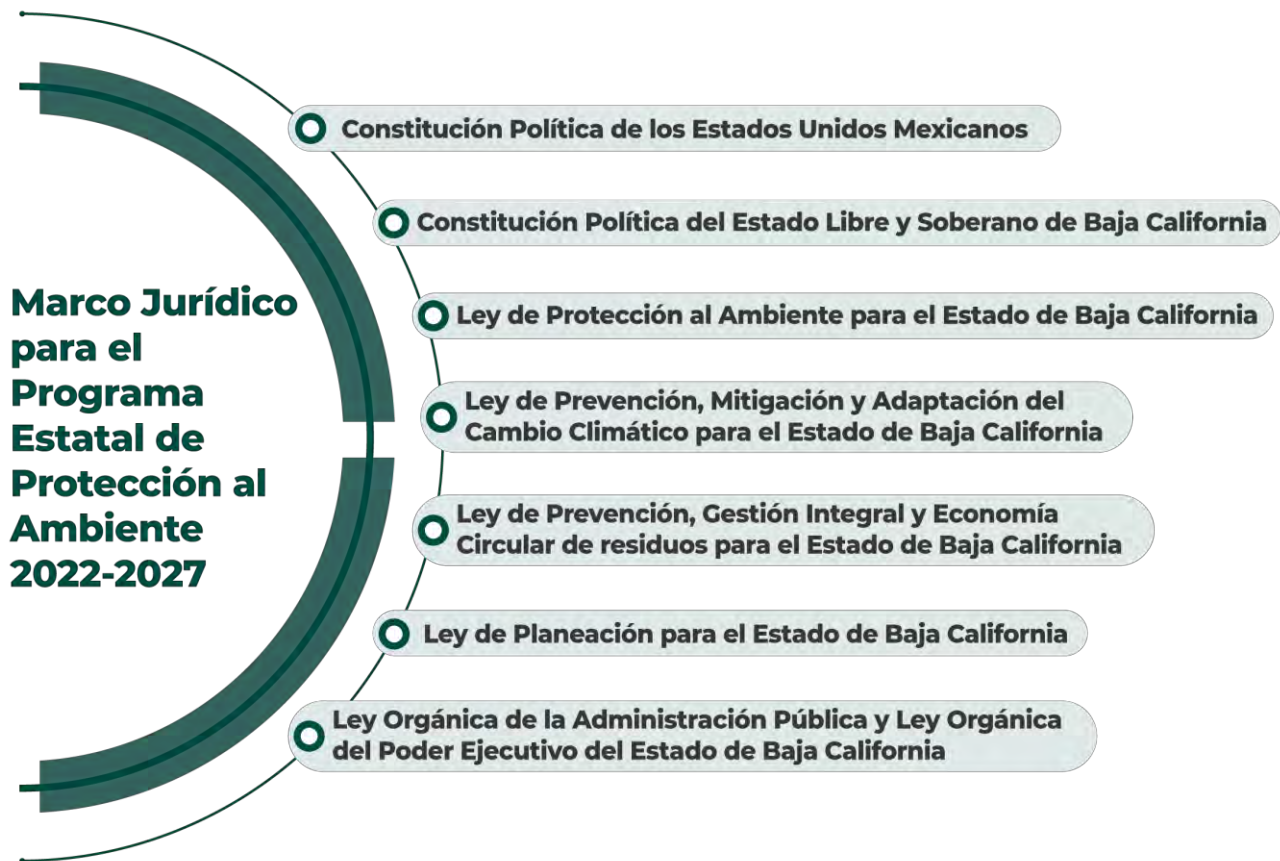 Marco Jurídico
para el
Programa
Estatal de
Protección al
Ambiente
2022-2027
Constitución Política de los Estados Unidos Mexicanos
Constitución Política del Estado Libre y Soberano de Baja California
Ley de Protección al Ambiente para el Estado de Baja California
Ley de Prevención, Mitigación y Adaptación del
Cambio Climático para el Estado de Baja California
Ley de Prevención, Gestión Integral y Economía
Circular de residuos para el Estado de Baja California
Ley de Planeación para el Estado de Baja California
Ley Orgánica de la Administración Pública y Ley Orgánica
del Poder Ejecutivo del Estado de Baja California